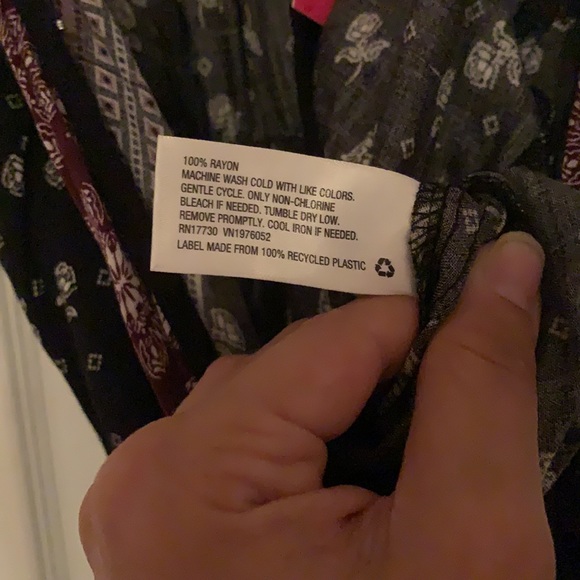 100% RAYON
MACHINE WASH COLD WITH LIKE COLORS.
GENTLE CYCLE. ONLY NON-CHLORINE
BLEACH IF NEEDED. TUMBLE DRY LOW.
REMOVE PROMPTLY. COOL IRON IF NEEDED.
RN17730 VN1976052
LABEL MADE FROM 100% RECYCLED PLASTIC